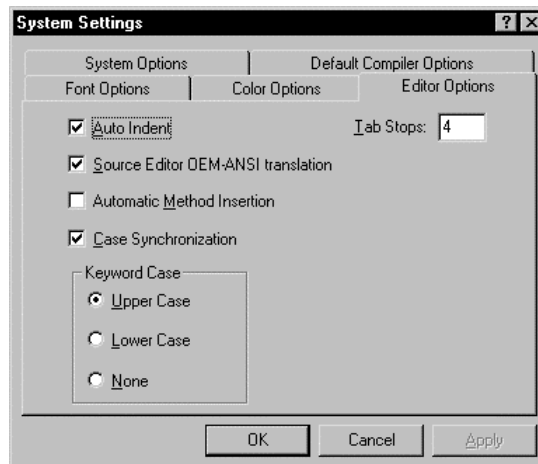 System Settings
System Options Default Compiler Options
Font Options Color Options Editor Options
Auto Indent Tab Stops: 4
Source Editor OEM-ANSI translation
Automatic Method Insertion
Case Synchronization
Keyword Case
Upper Case
Lower Case
None
OK Cancel Apply